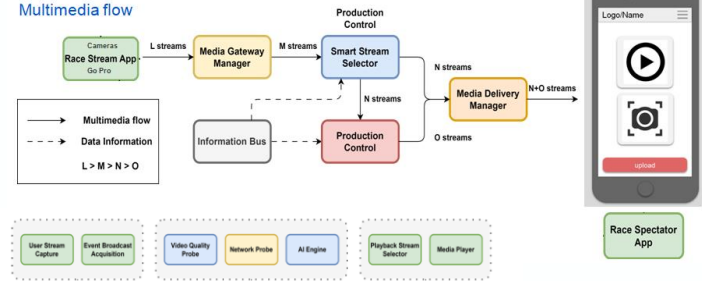 Multimedia flow
Production
Control
Cameras
Race Stream App
Go Pro
L streams
Media Gateway
Manager
M streams
Smart Stream
Selector
N streams
N streams
Media Delivery
Manager
N+O streams
Information Bus
Production
Control
O streams
Multimedia flow
Data Information
L > M > N > O
Logo/Name
upload
Race Spectator
App
User Stream
Capture
Event Broadcast
Acquisition
Video Quality
Probe
Network Probe
AI Engine
Playback Stream
Selector
Media Player